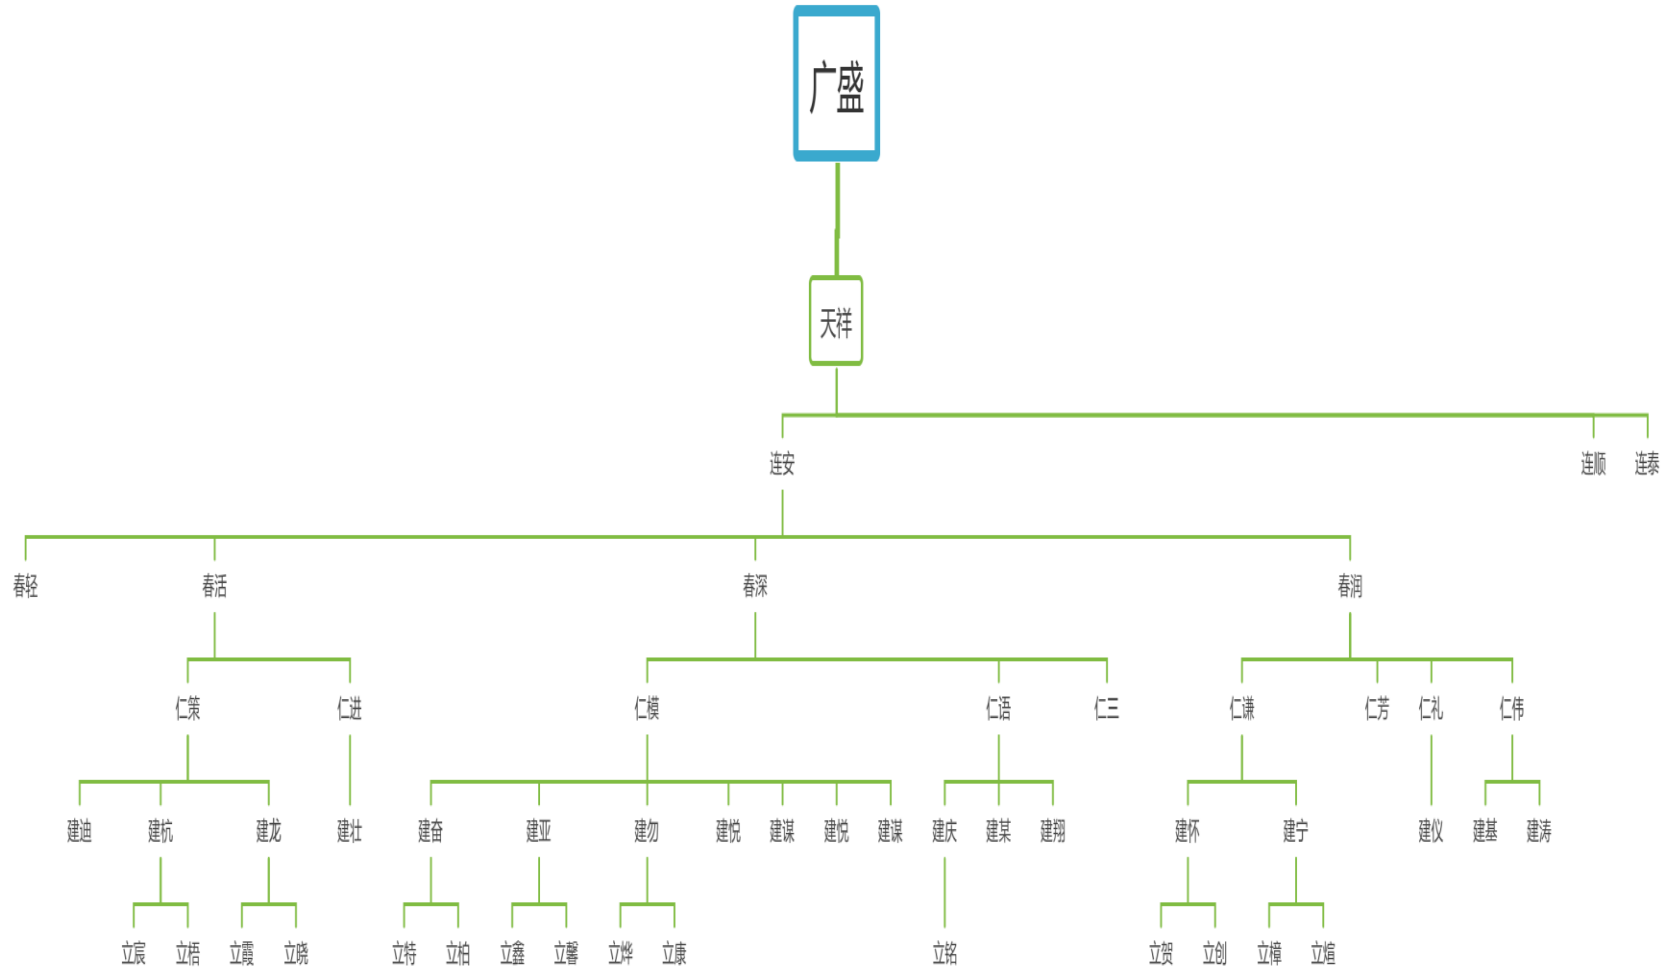 广盛
天祥
连安 连顺 连泰
春轻 春活 春深 春润
仁策 仁进 仁模 仁语 仁三 仁谦 仁芳 仁礼 仁伟
建迪 建杭 建龙 建壮 建奋 建亚 建勿 建悦 建谋 建悦 建谋 建庆 建某 建翔 建怀 建宁 建仪 建基 建涛
立宸 立梧 立霞 立晓 立特 立柏 立鑫 立馨 立烨 立康 立铭 立贺 立创 立樟 立煊